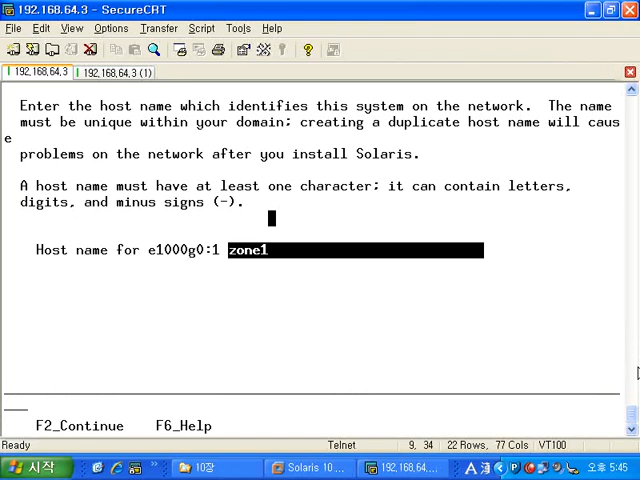 192.168.64.3 - SecureCRT
File Edit View Options Transfer Script Tools Help
192.168.64.3 192.168.64.3 (1)
Enter the host name which identifies this system on the network. The name
must be unique within your domain; creating a duplicate host name will caus
e
problems on the network after you install Solaris.
A host name must have at least one character; it can contain letters,
digits, and minus signs (-).
Host name for e1000g0:1 zone1
F2_Continue F6_Help
Ready Telnet 9, 34 22 Rows, 77 Cols VT100
시작 10장 Solaris 10 ... 192.168.64... A 漢 오후 5:45